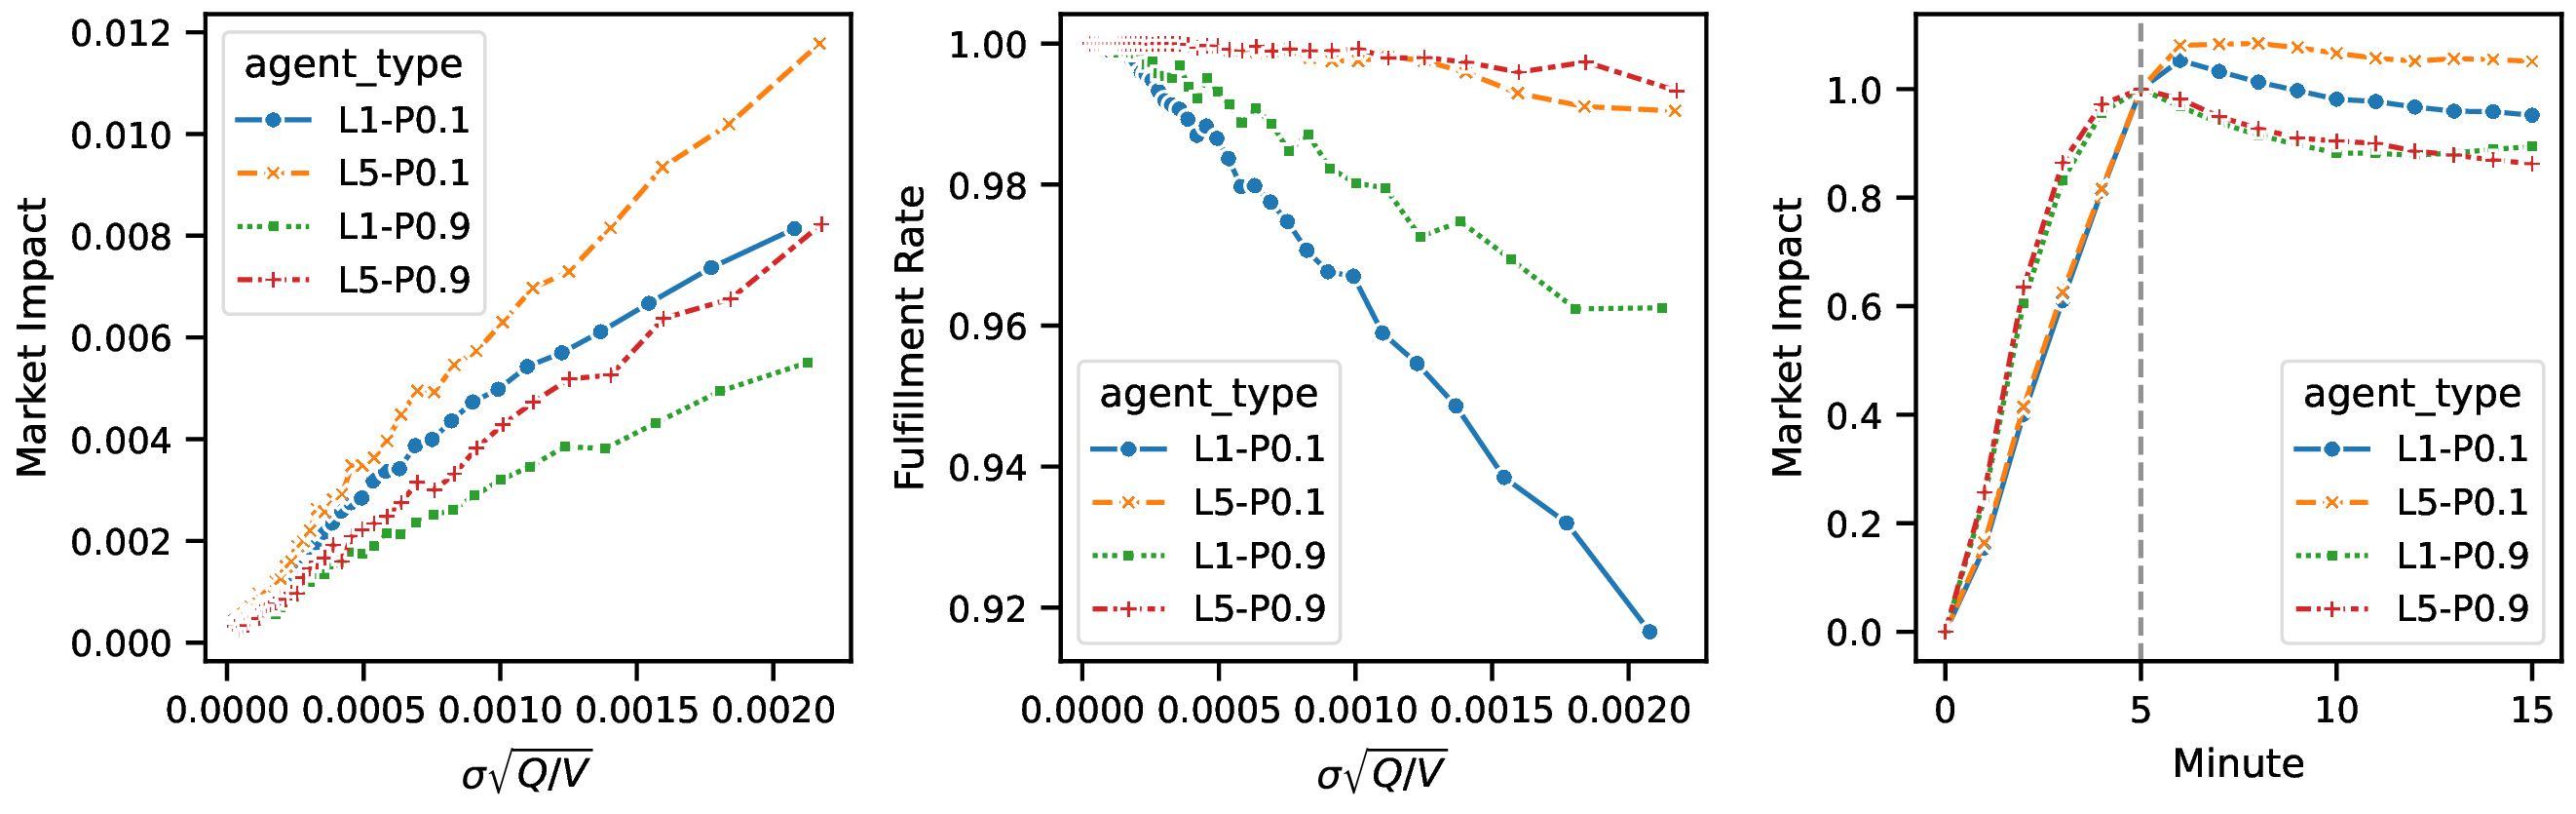 Market Impact
0.012
0.010
0.008
0.006
0.004
0.002
0.000
agent_type
L1-P0.1
L5-P0.1
L1-P0.9
L5-P0.9
0.0000 0.0005 0.0010 0.0015 0.0020
σ√Q/V
Fulfillment Rate
1.00
0.98
0.96
0.94
0.92
agent_type
L1-P0.1
L5-P0.1
L1-P0.9
L5-P0.9
0.0000 0.0005 0.0010 0.0015 0.0020
σ√Q/V
Market Impact
1.0
0.8
0.6
0.4
0.2
0.0
agent_type
L1-P0.1
L5-P0.1
L1-P0.9
L5-P0.9
0 5 10 15
Minute